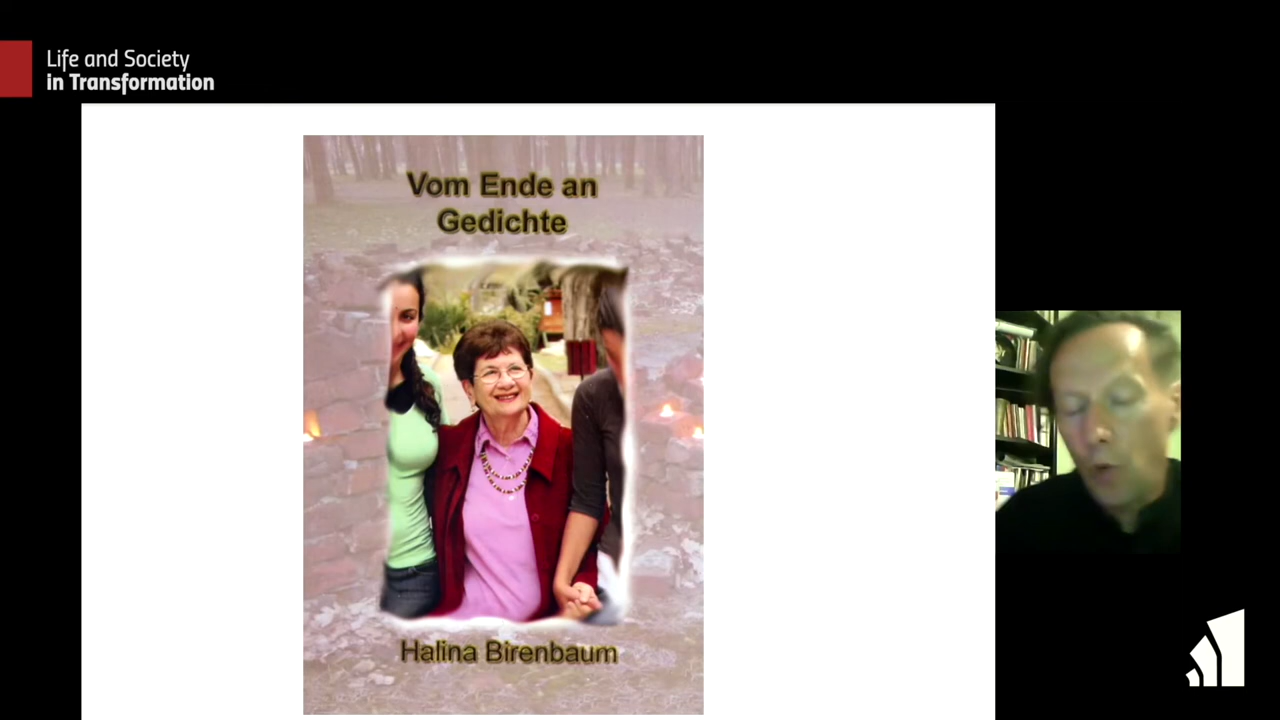 Life and Society
in Transformation
Vom Ende an
Gedichte
Halina Birenbaum